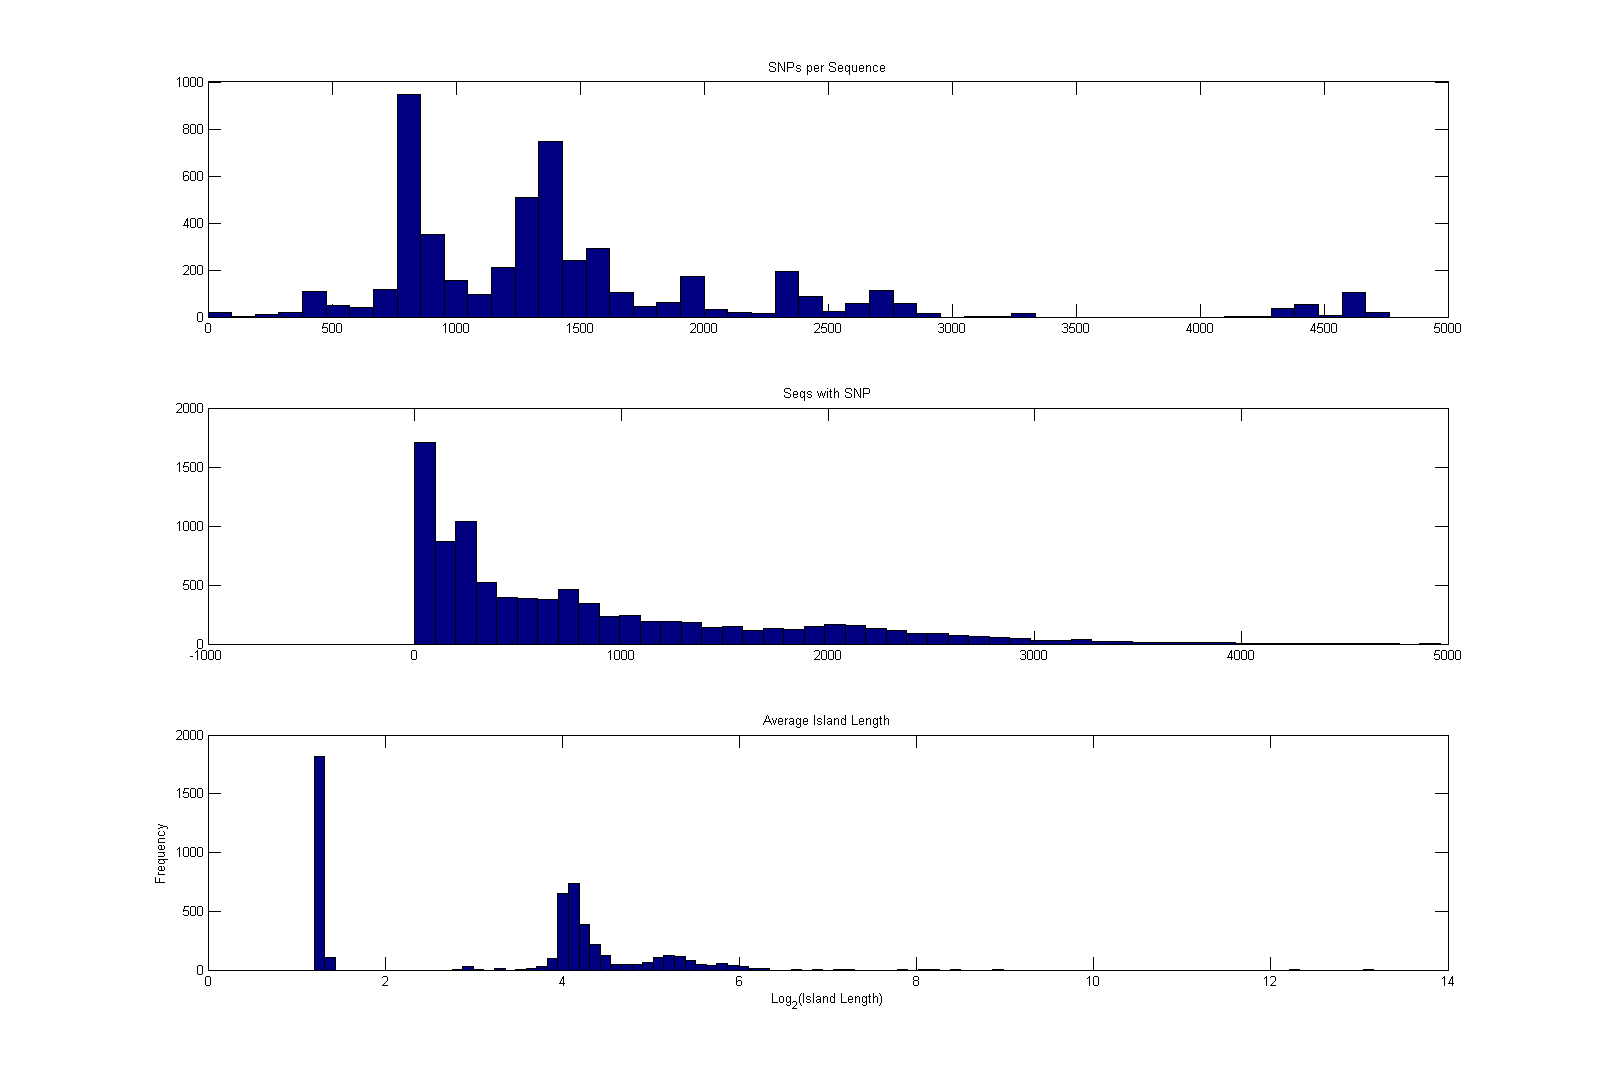 SNPs per Sequence
1000
800
600
400
200
0
0 500 1000 1500 2000 2500 3000 3500 4000 4500 5000
Seqs with SNP
2000
1500
1000
500
0
-1000 0 1000 2000 3000 4000 5000
Average Island Length
2000
1500
1000
500
0
Frequency
0 2 4 6 8 10 12 14
Log2(Island Length)